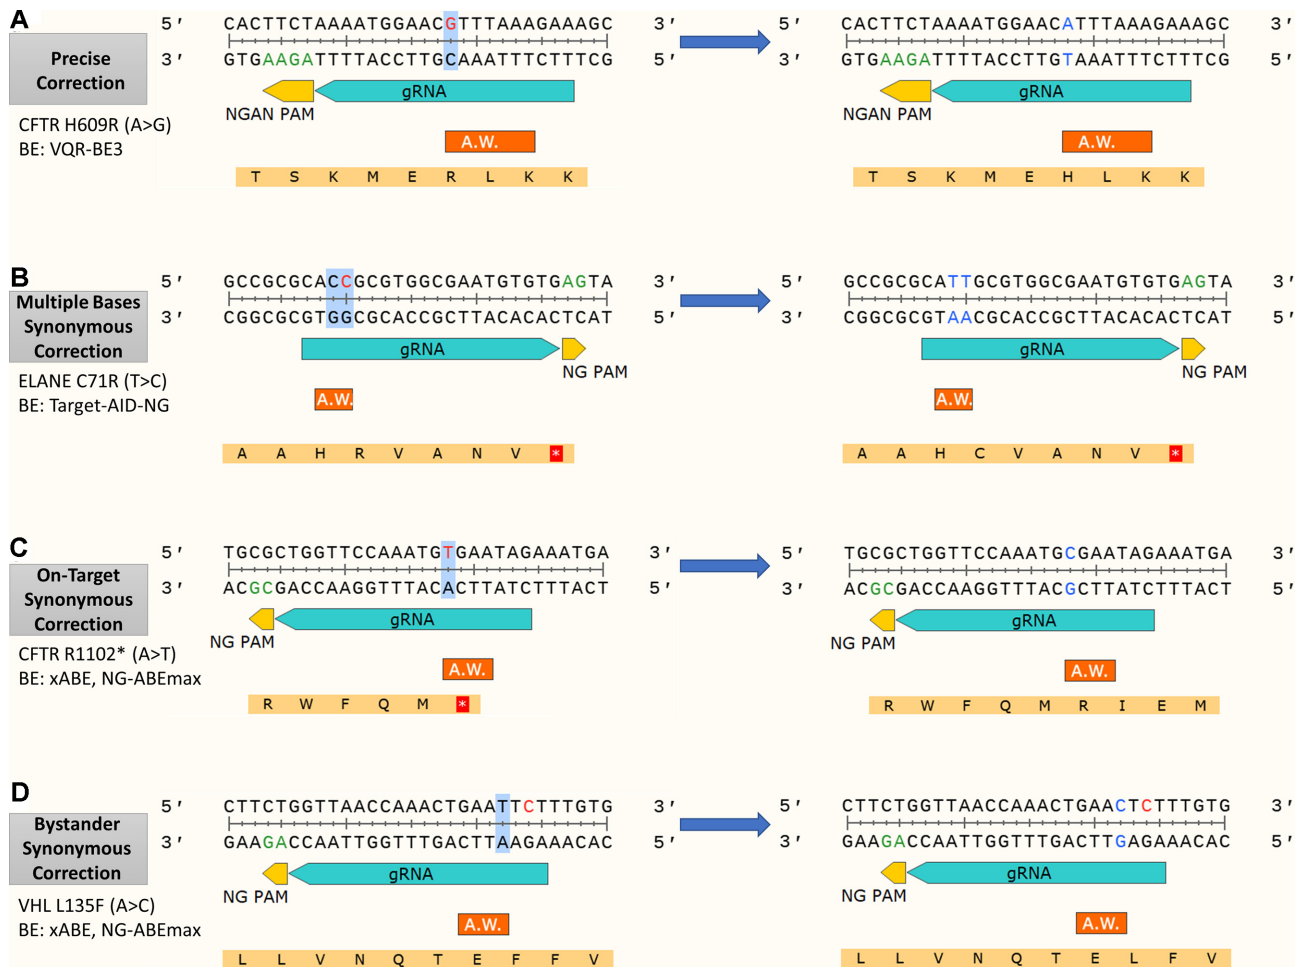 A
Precise
Correction
CFTR H609R (A>G)
BE: VQR-BE3
5′ CACTTCTAAAATGGAACGTTTAAAGAAAGC 3′
3′ GTGAAGATTTTACCTTGCAAATTTCTTTCG 5′
gRNA
NGAN PAM
A.W.
T S K M E R L K K
5′ CACTTCTAAAATGGAACATTTAAAGAAAGC 3′
3′ GTGAAGATTTTACCTTGTAAATTTCTTTCG 5′
gRNA
NGAN PAM
A.W.
T S K M E H L K K
B
Multiple Bases
Synonymous
Correction
ELANE C71R (T>C)
BE: Target-AID-NG
5′ GCCGCGCACCGCGTGGCGAATGTGTGAGTA 3′
3′ CGGCGCGTGGCGCACCGCTTACACACTCAT 5′
gRNA
NG PAM
A.W.
A A H R V A N V *
5′ GCCGCGCATTGCGTGGCGAATGTGTGAGTA 3′
3′ CGGCGCGTAACGCACCGCTTACACACTCAT 5′
gRNA
NG PAM
A.W.
A A H C V A N V *
C
On-Target
Synonymous
Correction
CFTR R1102* (A>T)
BE: xABE, NG-ABEmax
5′ TGCGCTGGTTCCAAATGTGAATAGAAATGA 3′
3′ ACGCGACCAAGGTTTACACTTATCTTTACT 5′
gRNA
NG PAM
A.W.
R W F Q M *
5′ TGCGCTGGTTCCAAATGCGAATAGAAATGA 3′
3′ ACGCGACCAAGGTTTACGCTTATCTTTACT 5′
gRNA
NG PAM
A.W.
R W F Q M R I E M
D
Bystander
Synonymous
Correction
VHL L135F (A>C)
BE: xABE, NG-ABEmax
5′ CTTCTGGTTAACCAAACTGAATTCTTTGTG 3′
3′ GAAGACCAATTGGTTTGACTTAAGAAACAC 5′
gRNA
NG PAM
A.W.
L L V N Q T E F F V
5′ CTTCTGGTTAACCAAACTGAACTCTTTGTG 3′
3′ GAAGACCAATTGGTTTGACTTGAGAAACAC 5′
gRNA
NG PAM
A.W.
L L V N Q T E L F V